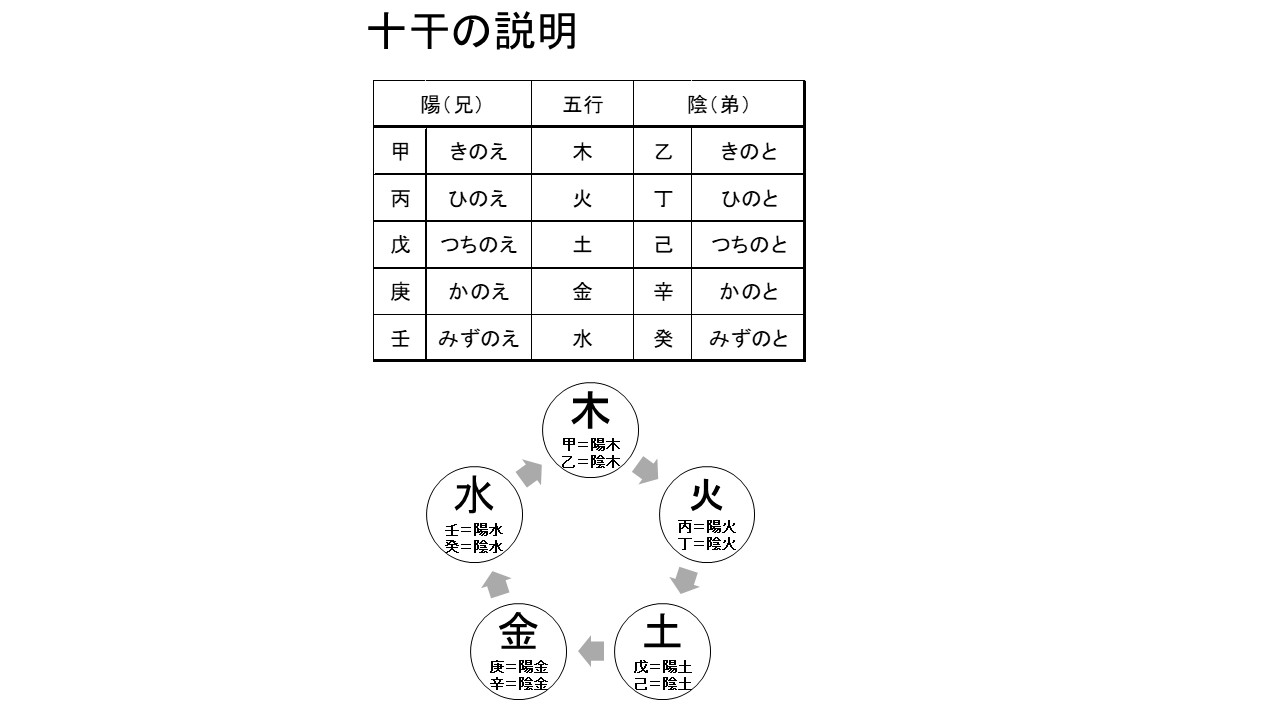 十干の説明
陽（兄） 五行 陰（弟）
甲 きのえ 木 乙 きのと
丙 ひのえ 火 丁 ひのと
戊 つちのえ 土 己 つちのと
庚 かのえ 金 辛 かのと
壬 みずのえ 水 癸 みずのと
木
甲＝陽木
乙＝陰木
火
丙＝陽火
丁＝陰火
土
戊＝陽土
己＝陰土
金
庚＝陽金
辛＝陰金
水
壬＝陽水
癸＝陰水